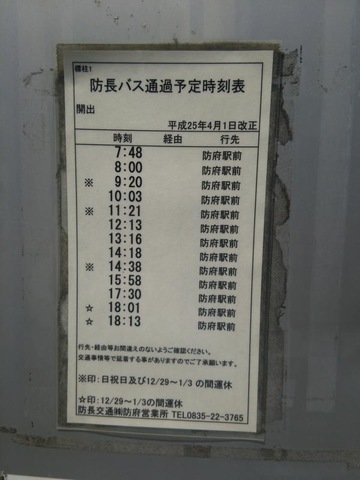 標柱1
防長バス通過予定時刻表
開出
平成25年4月1日改正
時刻 経由 行先
7:48 防府駅前
8:00 防府駅前
※ 9:20 防府駅前
10:03 防府駅前
※ 11:21 防府駅前
12:13 防府駅前
13:16 防府駅前
14:18 防府駅前
※ 14:38 防府駅前
15:58 防府駅前
17:30 防府駅前
☆ 18:01 防府駅前
☆ 18:13 防府駅前
行先・経由等お間違えのないようご確認ください。
交通事情等で延着する事がありますのでご了承願います。
※印:日祝日及び12/29~1/3の間運休
☆印:12/29~1/3の間運休
防長交通㈱防府営業所 TEL0835-22-3765